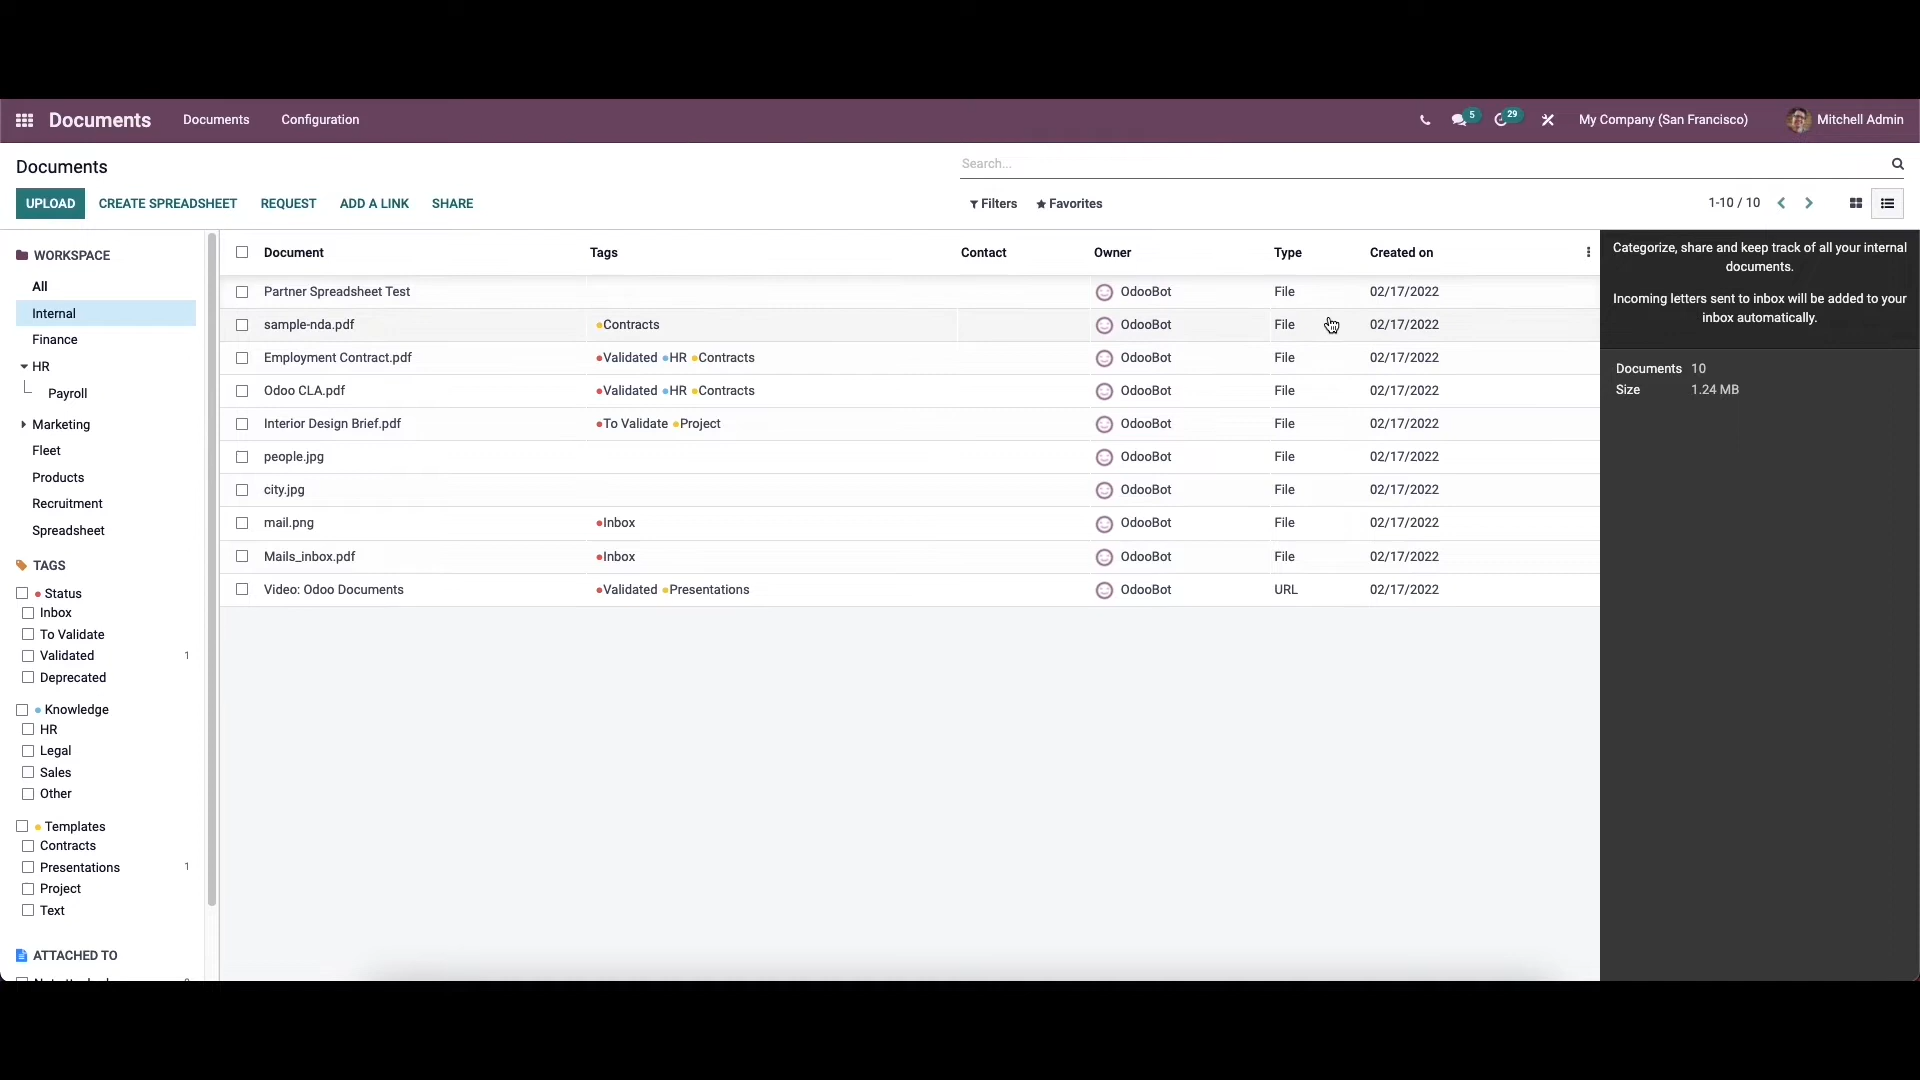 Documents Documents Configuration 5 29 My Company (San Francisco) Mitchell Admin
Documents
Search...
UPLOAD CREATE SPREADSHEET REQUEST ADD A LINK SHARE
Filters Favorites 1-10 / 10
WORKSPACE
All
Internal
Finance
HR
Payroll
Marketing
Fleet
Products
Recruitment
Spreadsheet
TAGS
Status
Inbox
To Validate
Validated 1
Deprecated
Knowledge
HR
Legal
Sales
Other
Templates
Contracts
Presentations 1
Project
Text
ATTACHED TO
Document Tags Contact Owner Type Created on
Partner Spreadsheet Test OdooBot File 02/17/2022
sample-nda.pdf Contracts OdooBot File 02/17/2022
Employment Contract.pdf Validated HR Contracts OdooBot File 02/17/2022
Odoo CLA.pdf Validated HR Contracts OdooBot File 02/17/2022
Interior Design Brief.pdf To Validate Project OdooBot File 02/17/2022
people.jpg OdooBot File 02/17/2022
city.jpg OdooBot File 02/17/2022
mail.png Inbox OdooBot File 02/17/2022
Mails_inbox.pdf Inbox OdooBot File 02/17/2022
Video: Odoo Documents Validated Presentations OdooBot URL 02/17/2022
Categorize, share and keep track of all your internal
documents.
Incoming letters sent to inbox will be added to your
inbox automatically.
Documents 10
Size 1.24 MB